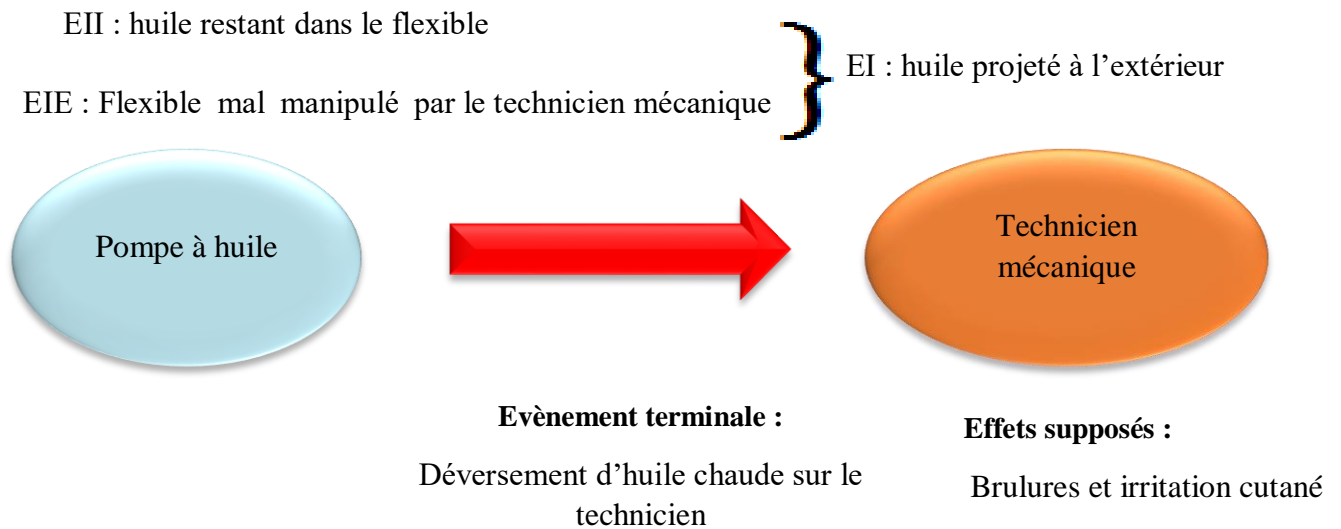 EII : huile restant dans le flexible
EI : huile projeté à l’extérieur
EIE : Flexible mal manipulé par le technicien mécanique
Pompe à huile
Technicien
mécanique
Evènement terminale :
Déversement d’huile chaude sur le
technicien
Effets supposés :
Brulures et irritation cutané